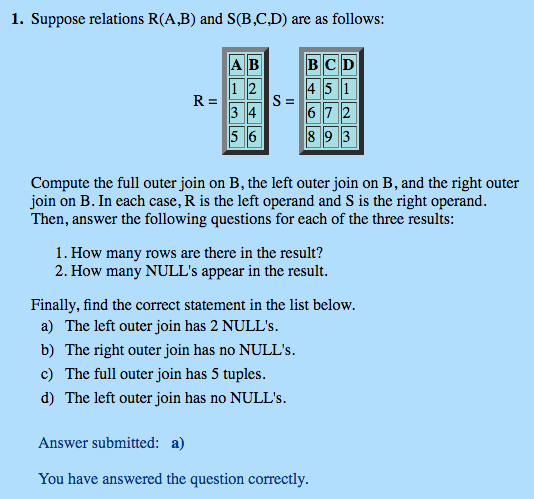 1. Suppose relations R(A,B) and S(B,C,D) are as follows:
R = A B S = B C D
1 2 4 5 1
3 4 6 7 2
5 6 8 9 3
Compute the full outer join on B, the left outer join on B, and the right outer
join on B. In each case, R is the left operand and S is the right operand.
Then, answer the following questions for each of the three results:
1. How many rows are there in the result?
2. How many NULL's appear in the result.
Finally, find the correct statement in the list below.
a) The left outer join has 2 NULL's.
b) The right outer join has no NULL's.
c) The full outer join has 5 tuples.
d) The left outer join has no NULL's.
Answer submitted: a)
You have answered the question correctly.